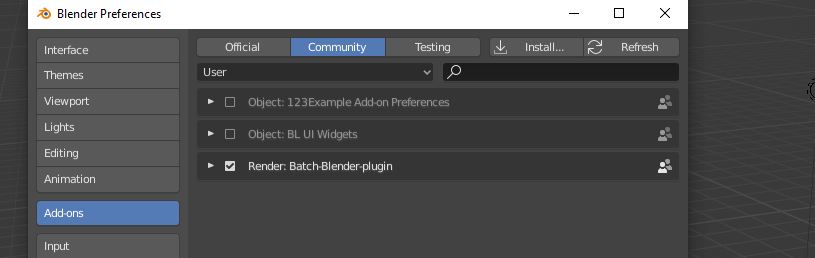 Blender Preferences
Interface
Themes
Viewport
Lights
Editing
Animation
Add-ons
Input
Official Community Testing Install... Refresh
User
Object: 123Example Add-on Preferences
Object: BL UI Widgets
Render: Batch-Blender-plugin